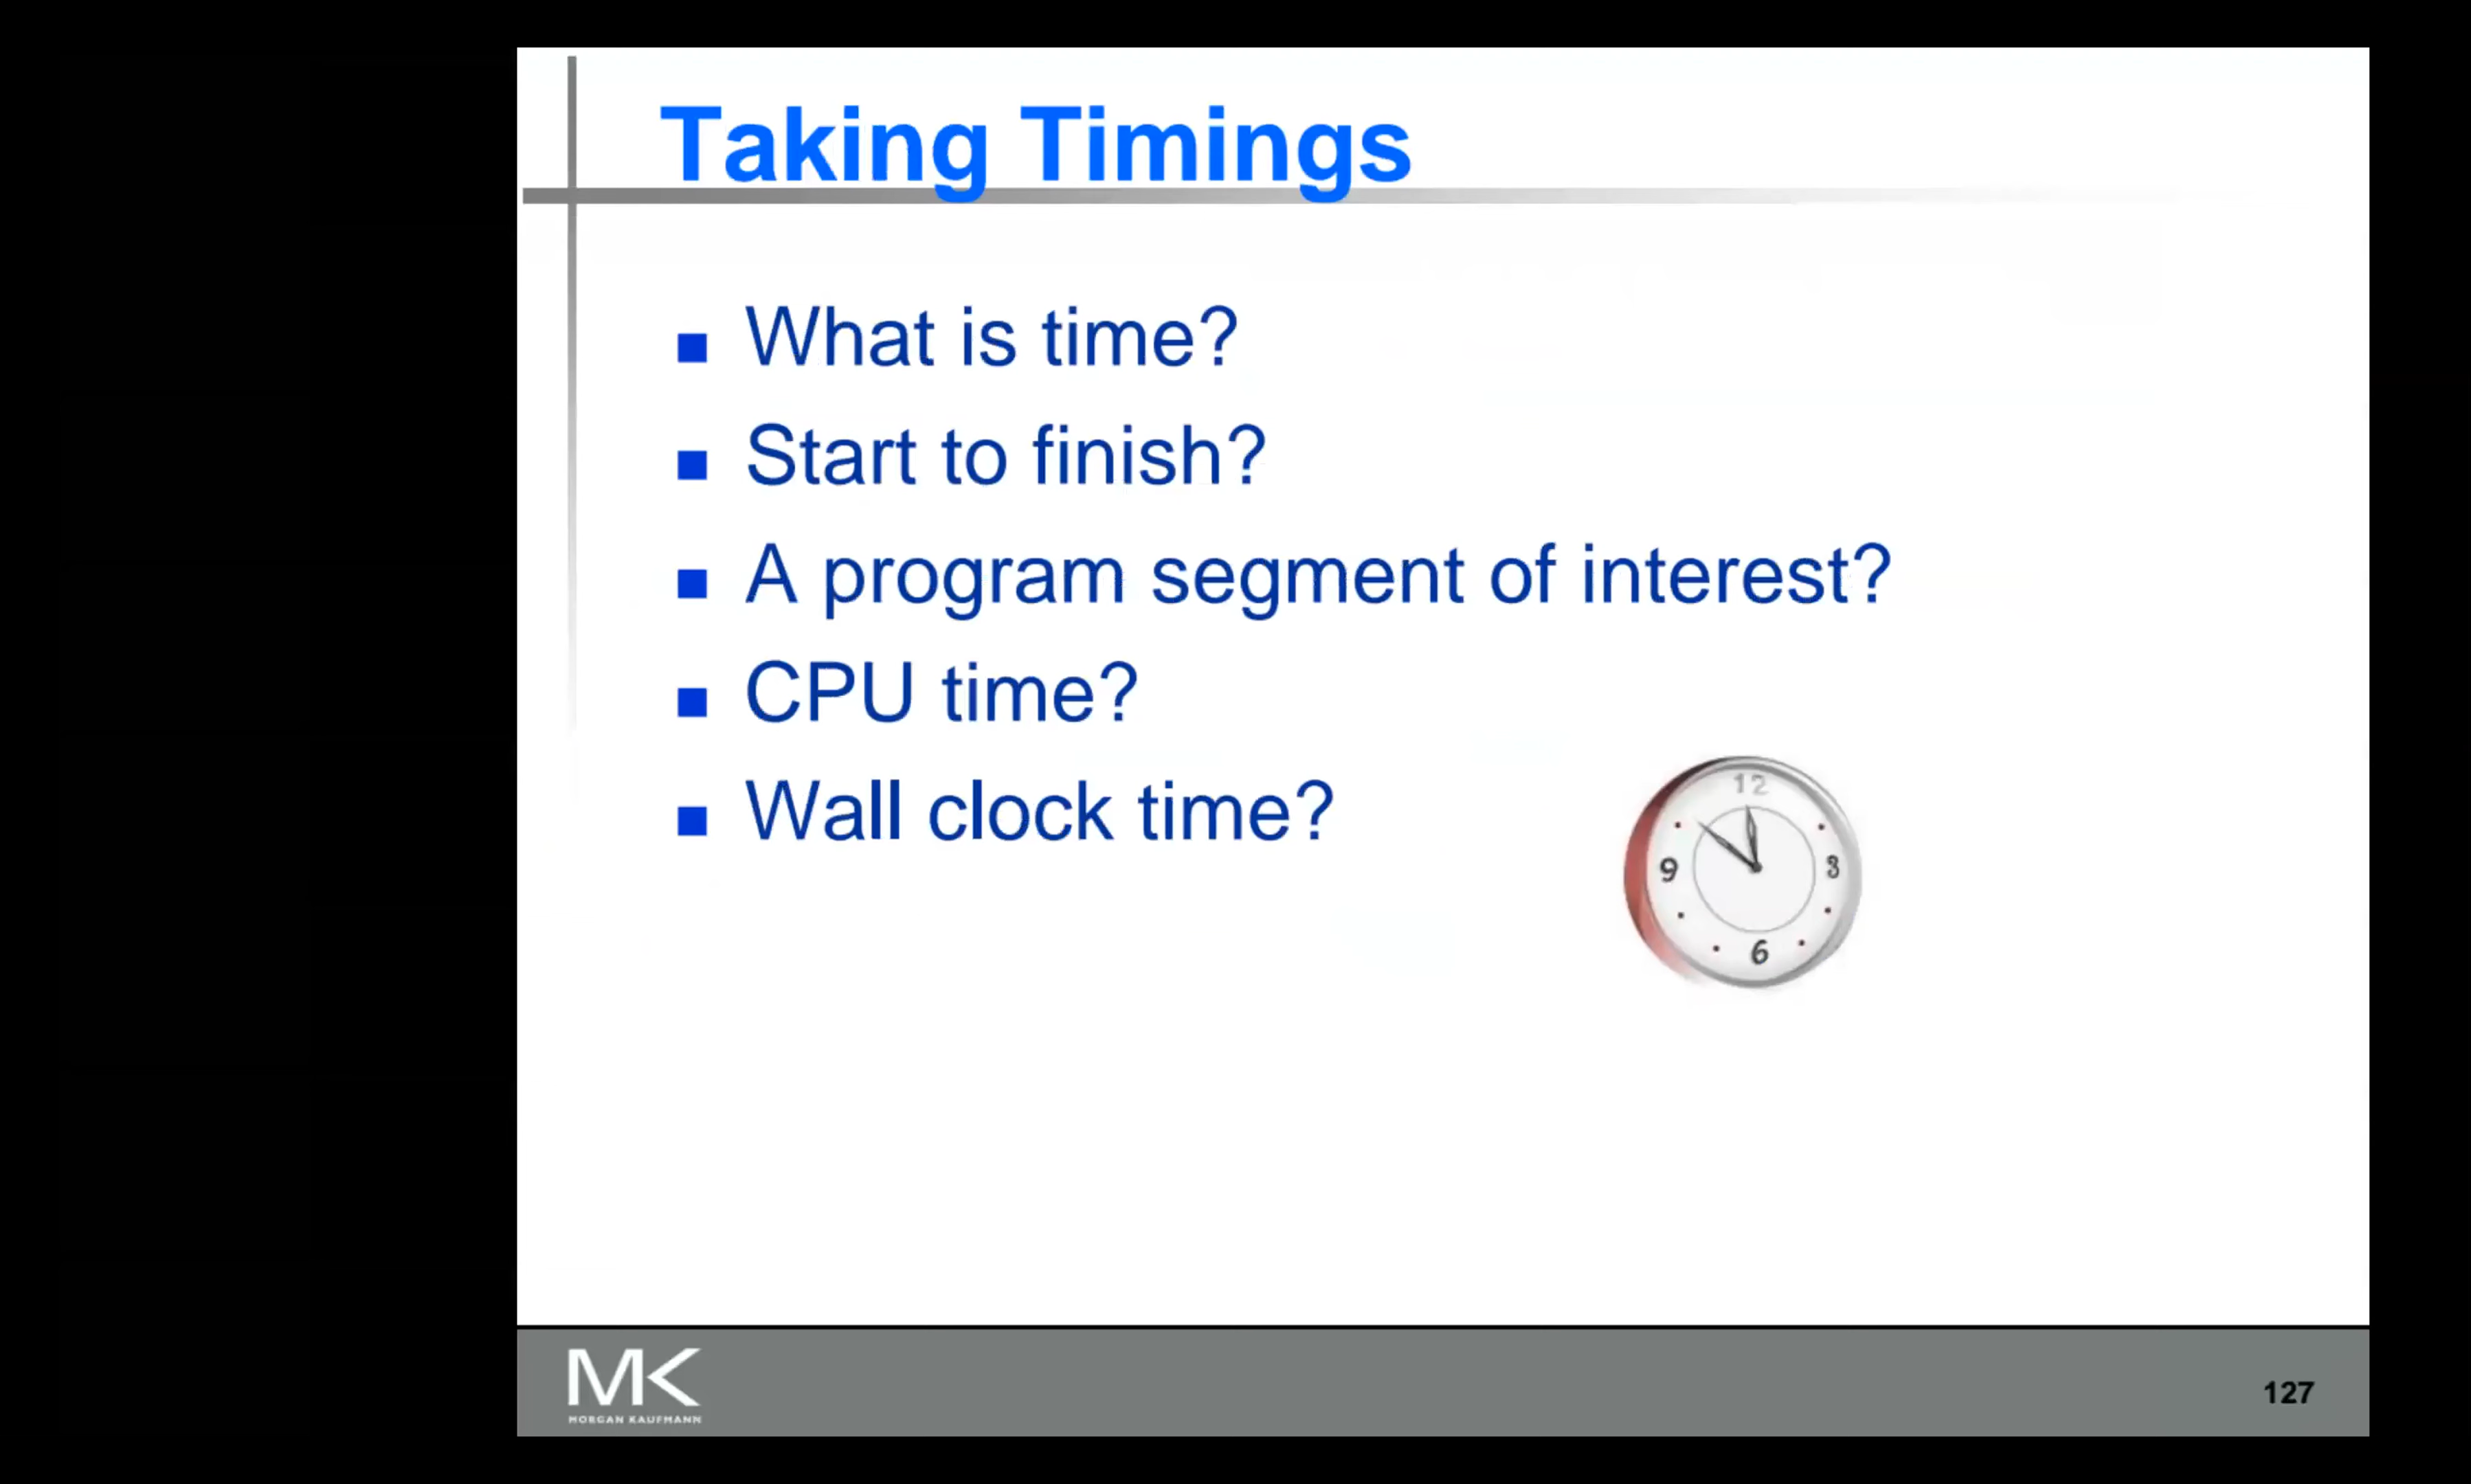 Taking Timings
What is time?
Start to finish?
A program segment of interest?
CPU time?
Wall clock time?
12
9
3
6
MK
MORGAN KAUFMANN
127